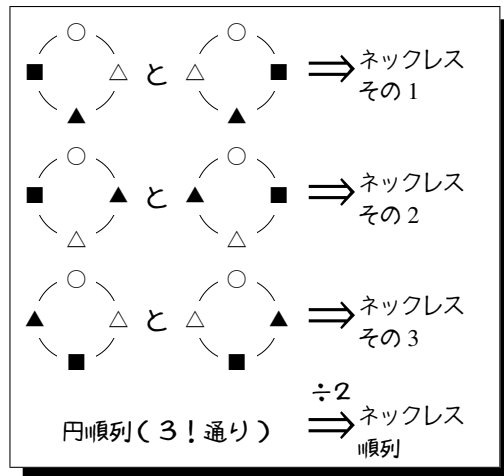 と
ネックレス
その1
と
ネックレス
その2
と
ネックレス
その3
÷2
円順列(3!通り)
ネックレス
順列